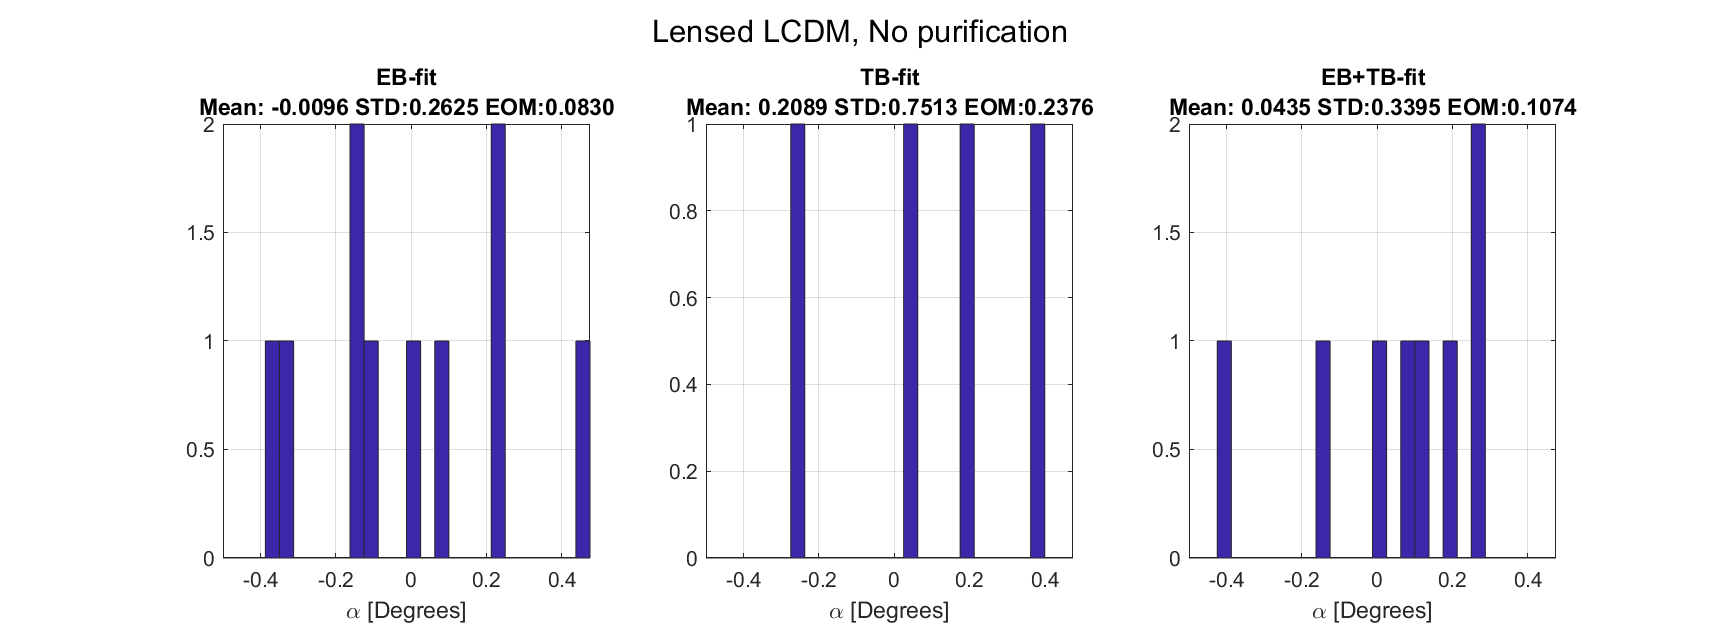 Lensed LCDM, No purification
EB-fit
Mean: -0.0096 STD:0.2625 EOM:0.0830
2
1.5
1
0.5
0
-0.4 -0.2 0 0.2 0.4
α [Degrees]
TB-fit
Mean: 0.2089 STD:0.7513 EOM:0.2376
1
0.8
0.6
0.4
0.2
0
-0.4 -0.2 0 0.2 0.4
α [Degrees]
EB+TB-fit
Mean: 0.0435 STD:0.3395 EOM:0.1074
2
1.5
1
0.5
0
-0.4 -0.2 0 0.2 0.4
α [Degrees]